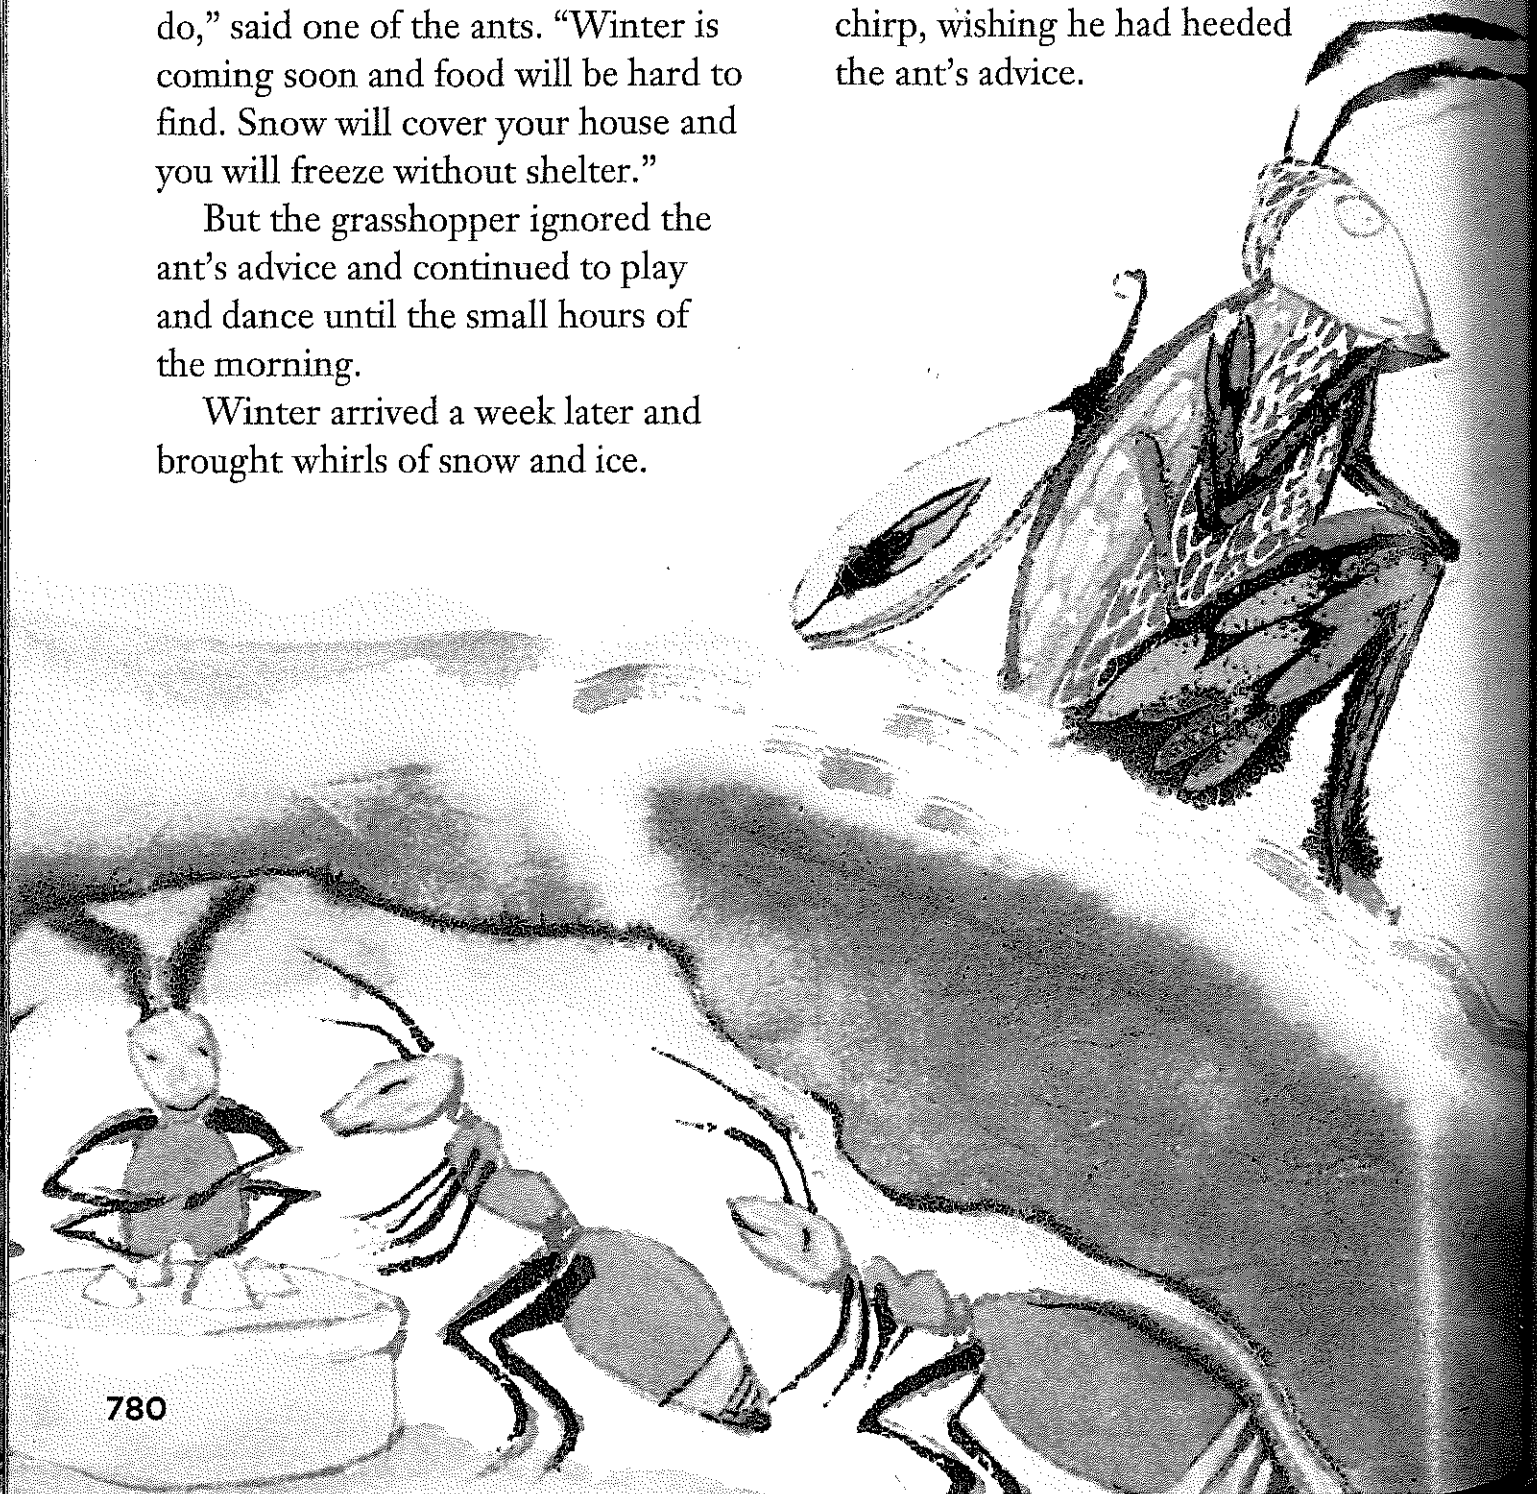 do,” said one of the ants. “Winter is
coming soon and food will be hard to
find. Snow will cover your house and
you will freeze without shelter.”
But the grasshopper ignored the
ant’s advice and continued to play
and dance until the small hours of
the morning.
Winter arrived a week later and
brought whirls of snow and ice.
chirp, wishing he had heeded
the ant’s advice.
780